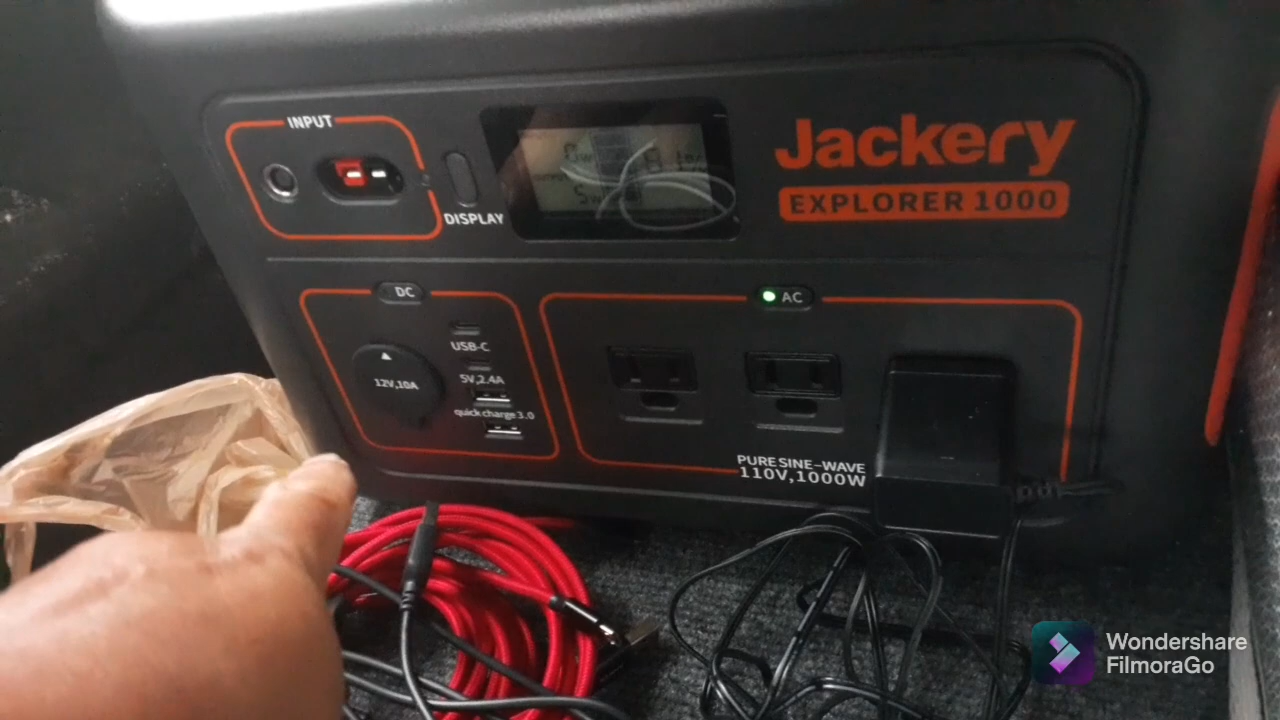 INPUT
DISPLAY
Jackery
EXPLORER 1000
DC
AC
USB-C
12V,10A
5V,2.4A
quick charge 3.0
PURE SINE-WAVE
110V,1000W
Wondershare
FilmoraGo